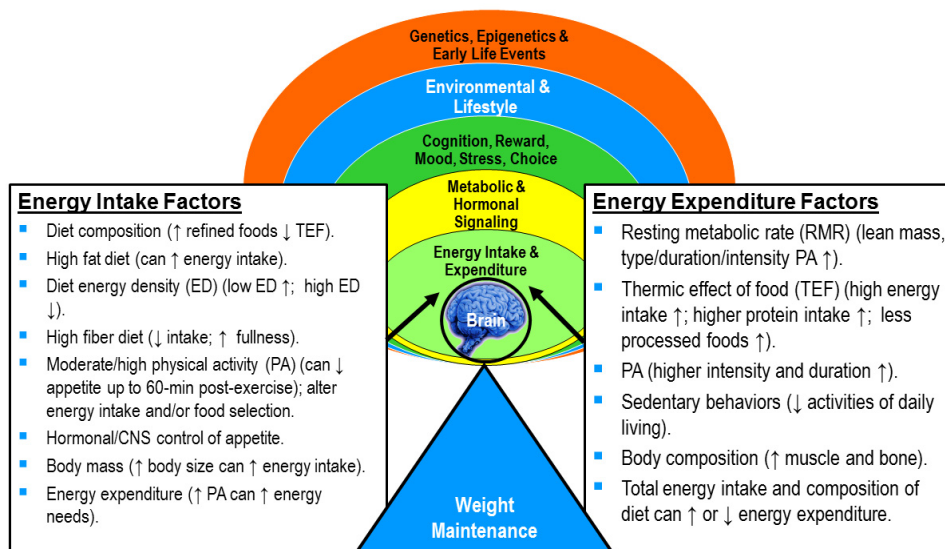 Genetics, Epigenetics &
Early Life Events
Environmental &
Lifestyle
Cognition, Reward,
Mood, Stress, Choice
Metabolic &
Hormonal
Signaling
Energy Intake &
Expenditure
Brain
Weight
Maintenance
Energy Intake Factors
▪ Diet composition (↑ refined foods ↓ TEF).
▪ High fat diet (can ↑ energy intake).
▪ Diet energy density (ED) (low ED ↑; high ED
↓).
▪ High fiber diet (↓ intake; ↑ fullness).
▪ Moderate/high physical activity (PA) (can ↓
appetite up to 60-min post-exercise); alter
energy intake and/or food selection.
▪ Hormonal/CNS control of appetite.
▪ Body mass (↑ body size can ↑ energy intake).
▪ Energy expenditure (↑ PA can ↑ energy
needs).
Energy Expenditure Factors
▪ Resting metabolic rate (RMR) (lean mass,
type/duration/intensity PA ↑).
▪ Thermic effect of food (TEF) (high energy
intake ↑; higher protein intake ↑; less
processed foods ↑).
▪ PA (higher intensity and duration ↑).
▪ Sedentary behaviors (↓ activities of daily
living).
▪ Body composition (↑ muscle and bone).
▪ Total energy intake and composition of
diet can ↑ or ↓ energy expenditure.